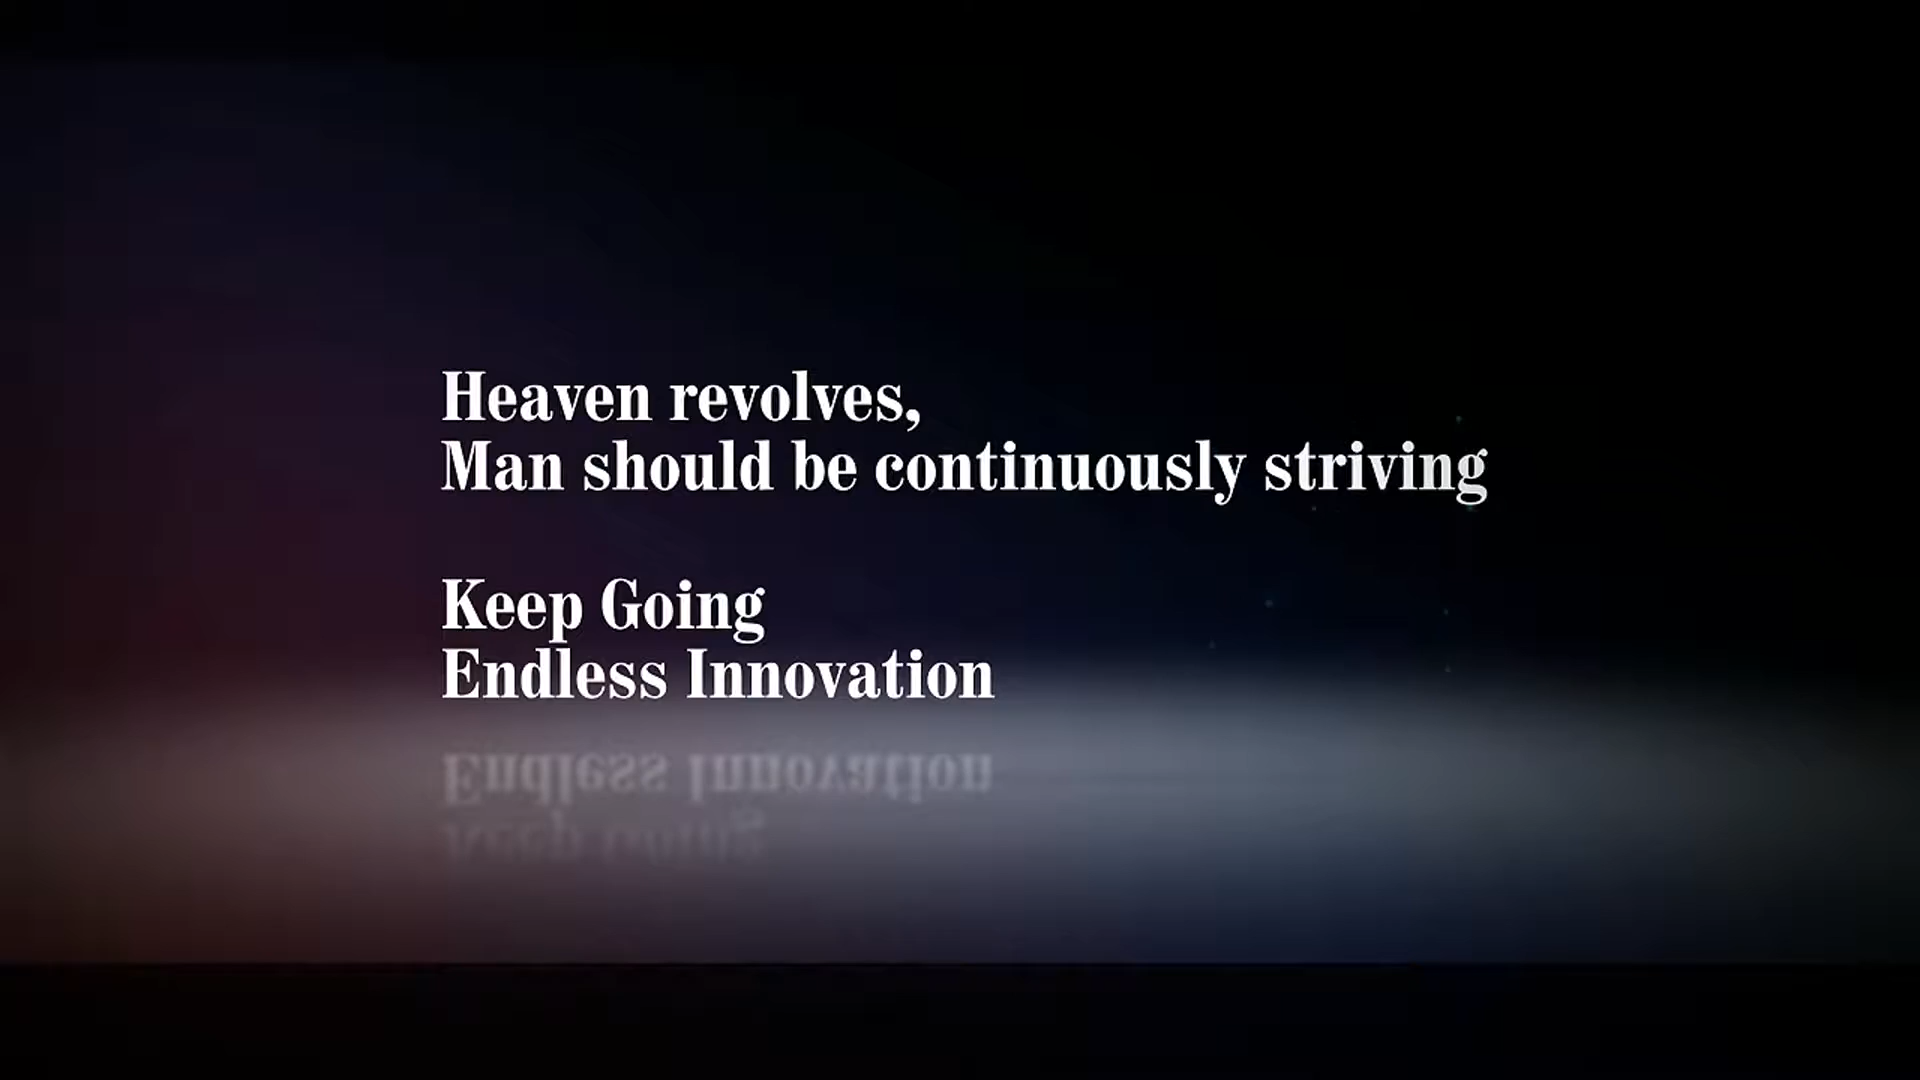 Heaven revolves,
Man should be continuously striving
Keep Going
Endless Innovation